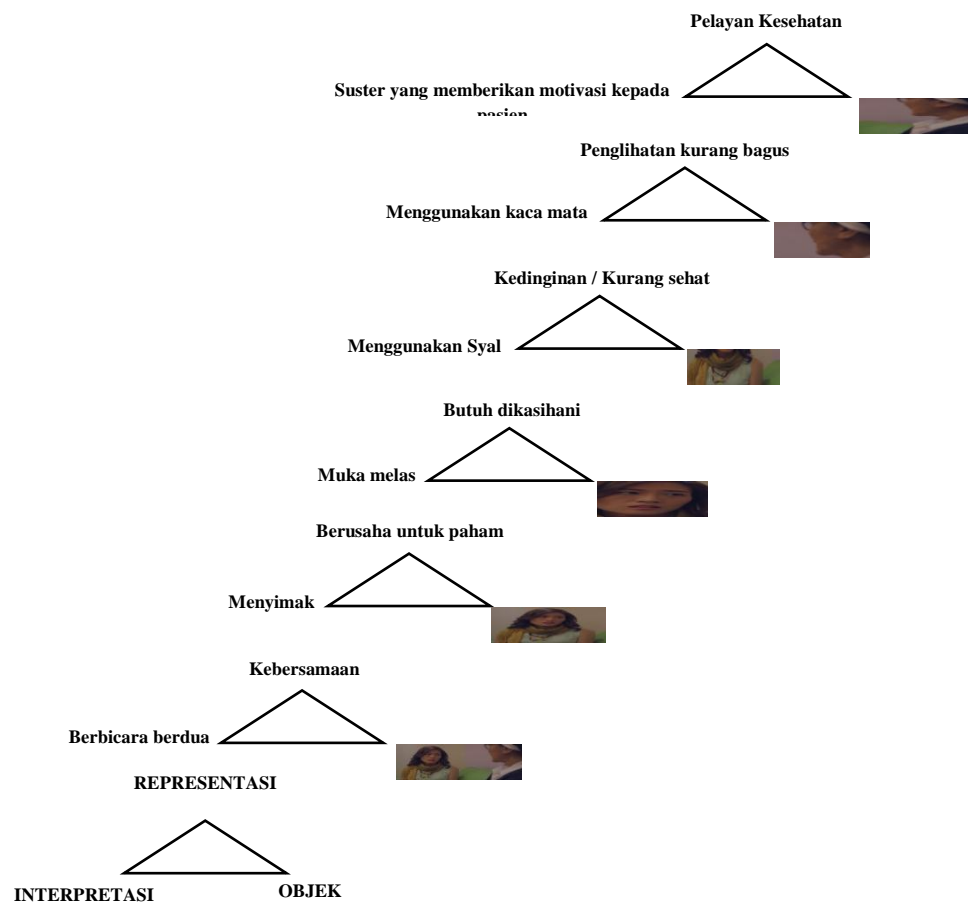 Pelayan Kesehatan
Suster yang memberikan motivasi kepada
pasien
Penglihatan kurang bagus
Menggunakan kaca mata
Kedinginan / Kurang sehat
Menggunakan Syal
Butuh dikasihani
Muka melas
Berusaha untuk paham
Menyimak
Kebersamaan
Berbicara berdua
REPRESENTASI
INTERPRETASI
OBJEK